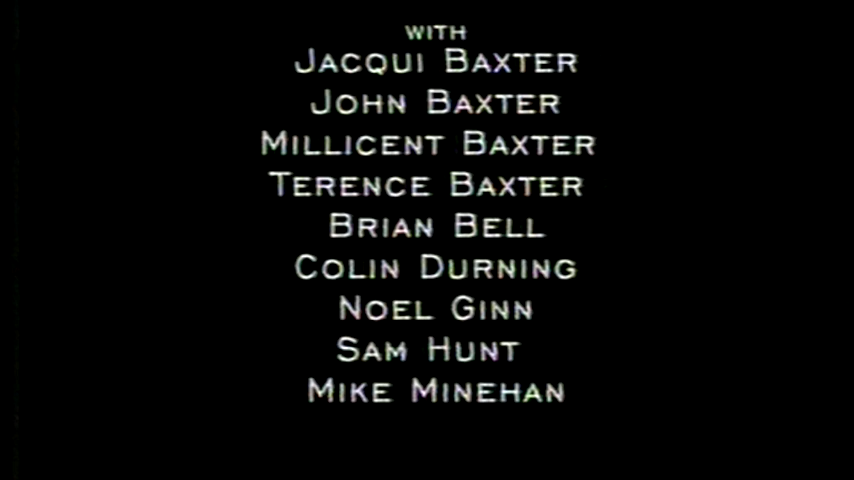 WITH
JACQUI BAXTER
JOHN BAXTER
MILLICENT BAXTER
TERENCE BAXTER
BRIAN BELL
COLIN DURNING
NOEL GINN
SAM HUNT
MIKE MINEHAN